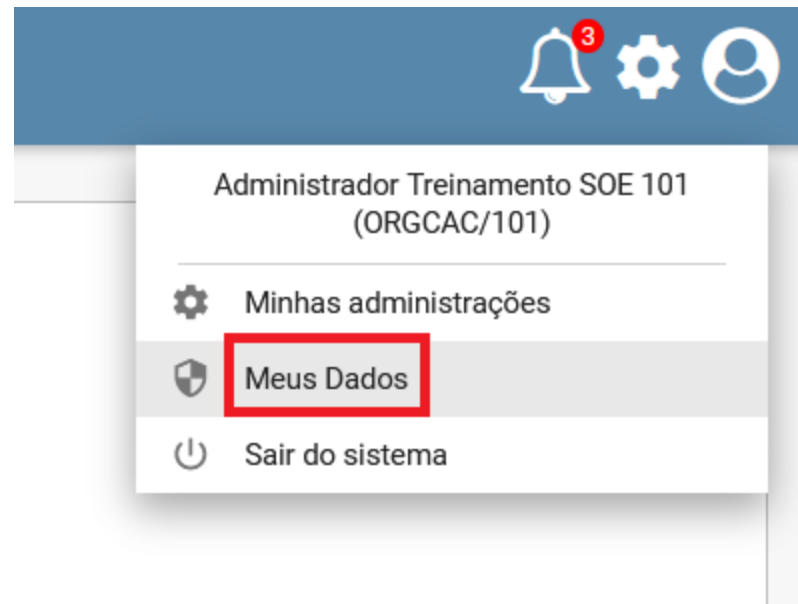 3
Administrador Treinamento SOE 101
(ORGCAC/101)
Minhas administrações
Meus Dados
Sair do sistema